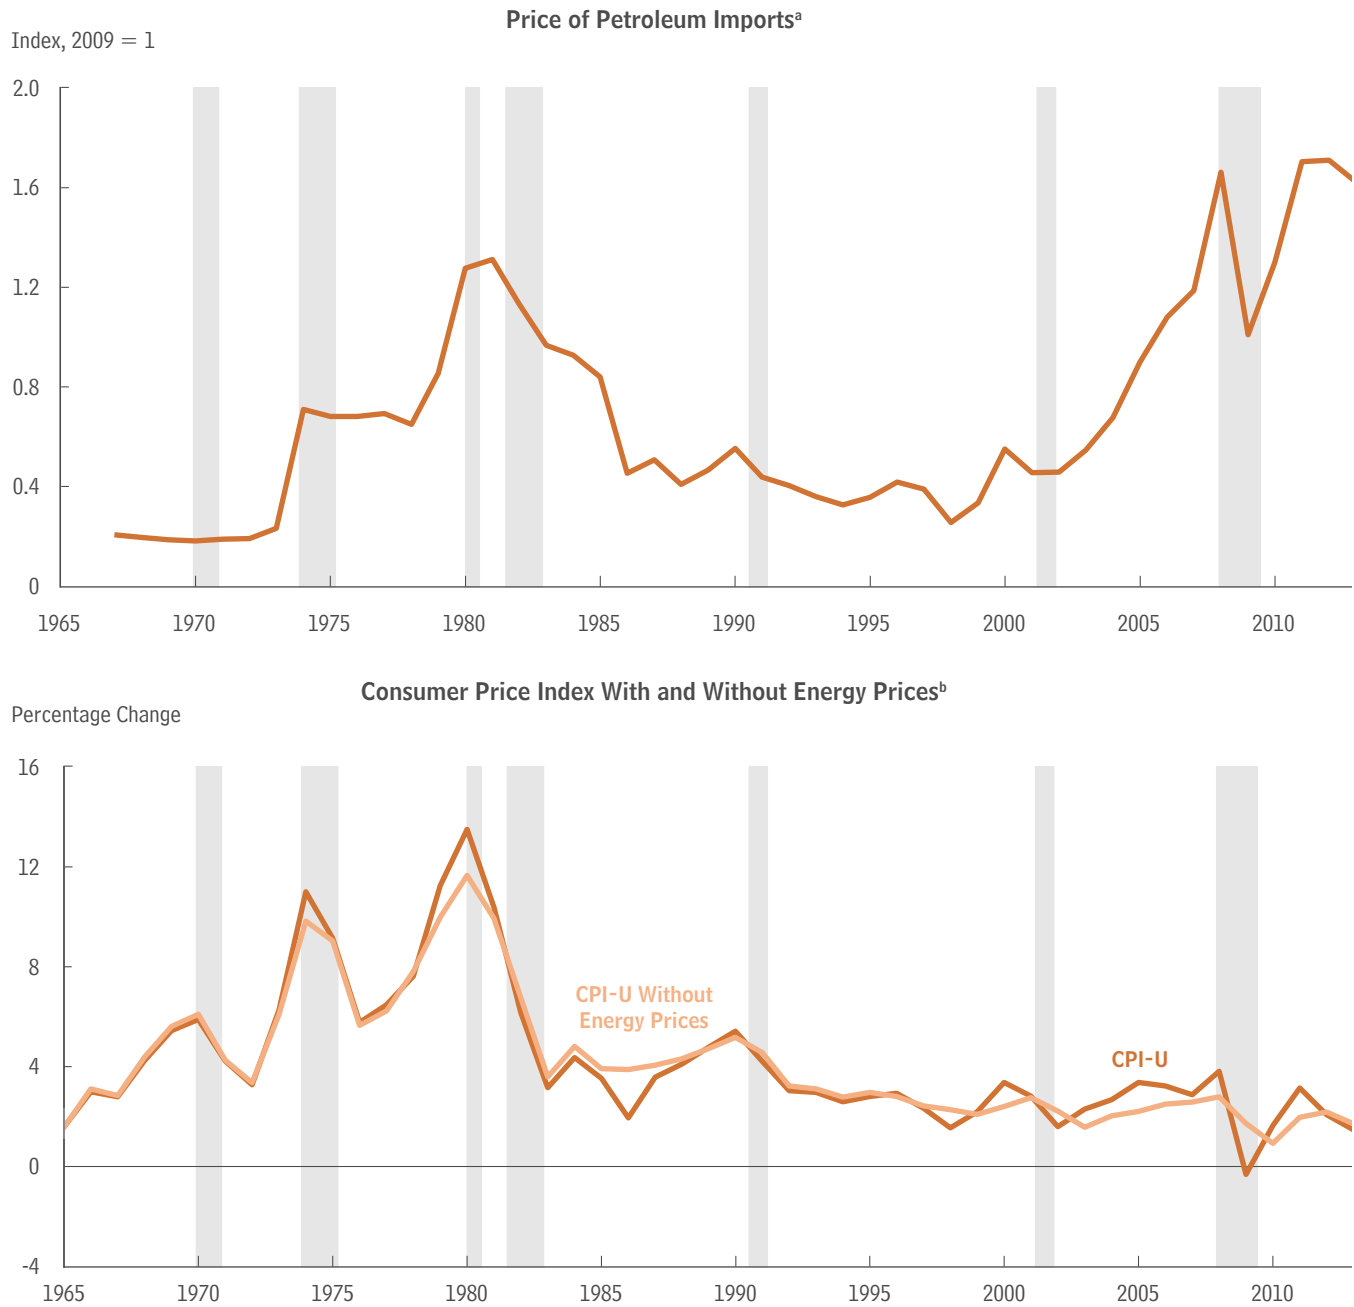 Price of Petroleum Importsᵃ
Index, 2009 = 1
2.0
1.6
1.2
0.8
0.4
0
1965 1970 1975 1980 1985 1990 1995 2000 2005 2010
Consumer Price Index With and Without Energy Pricesᵇ
Percentage Change
16
12
8
CPI-U Without
Energy Prices
CPI-U
4
0
-4
1965 1970 1975 1980 1985 1990 1995 2000 2005 2010